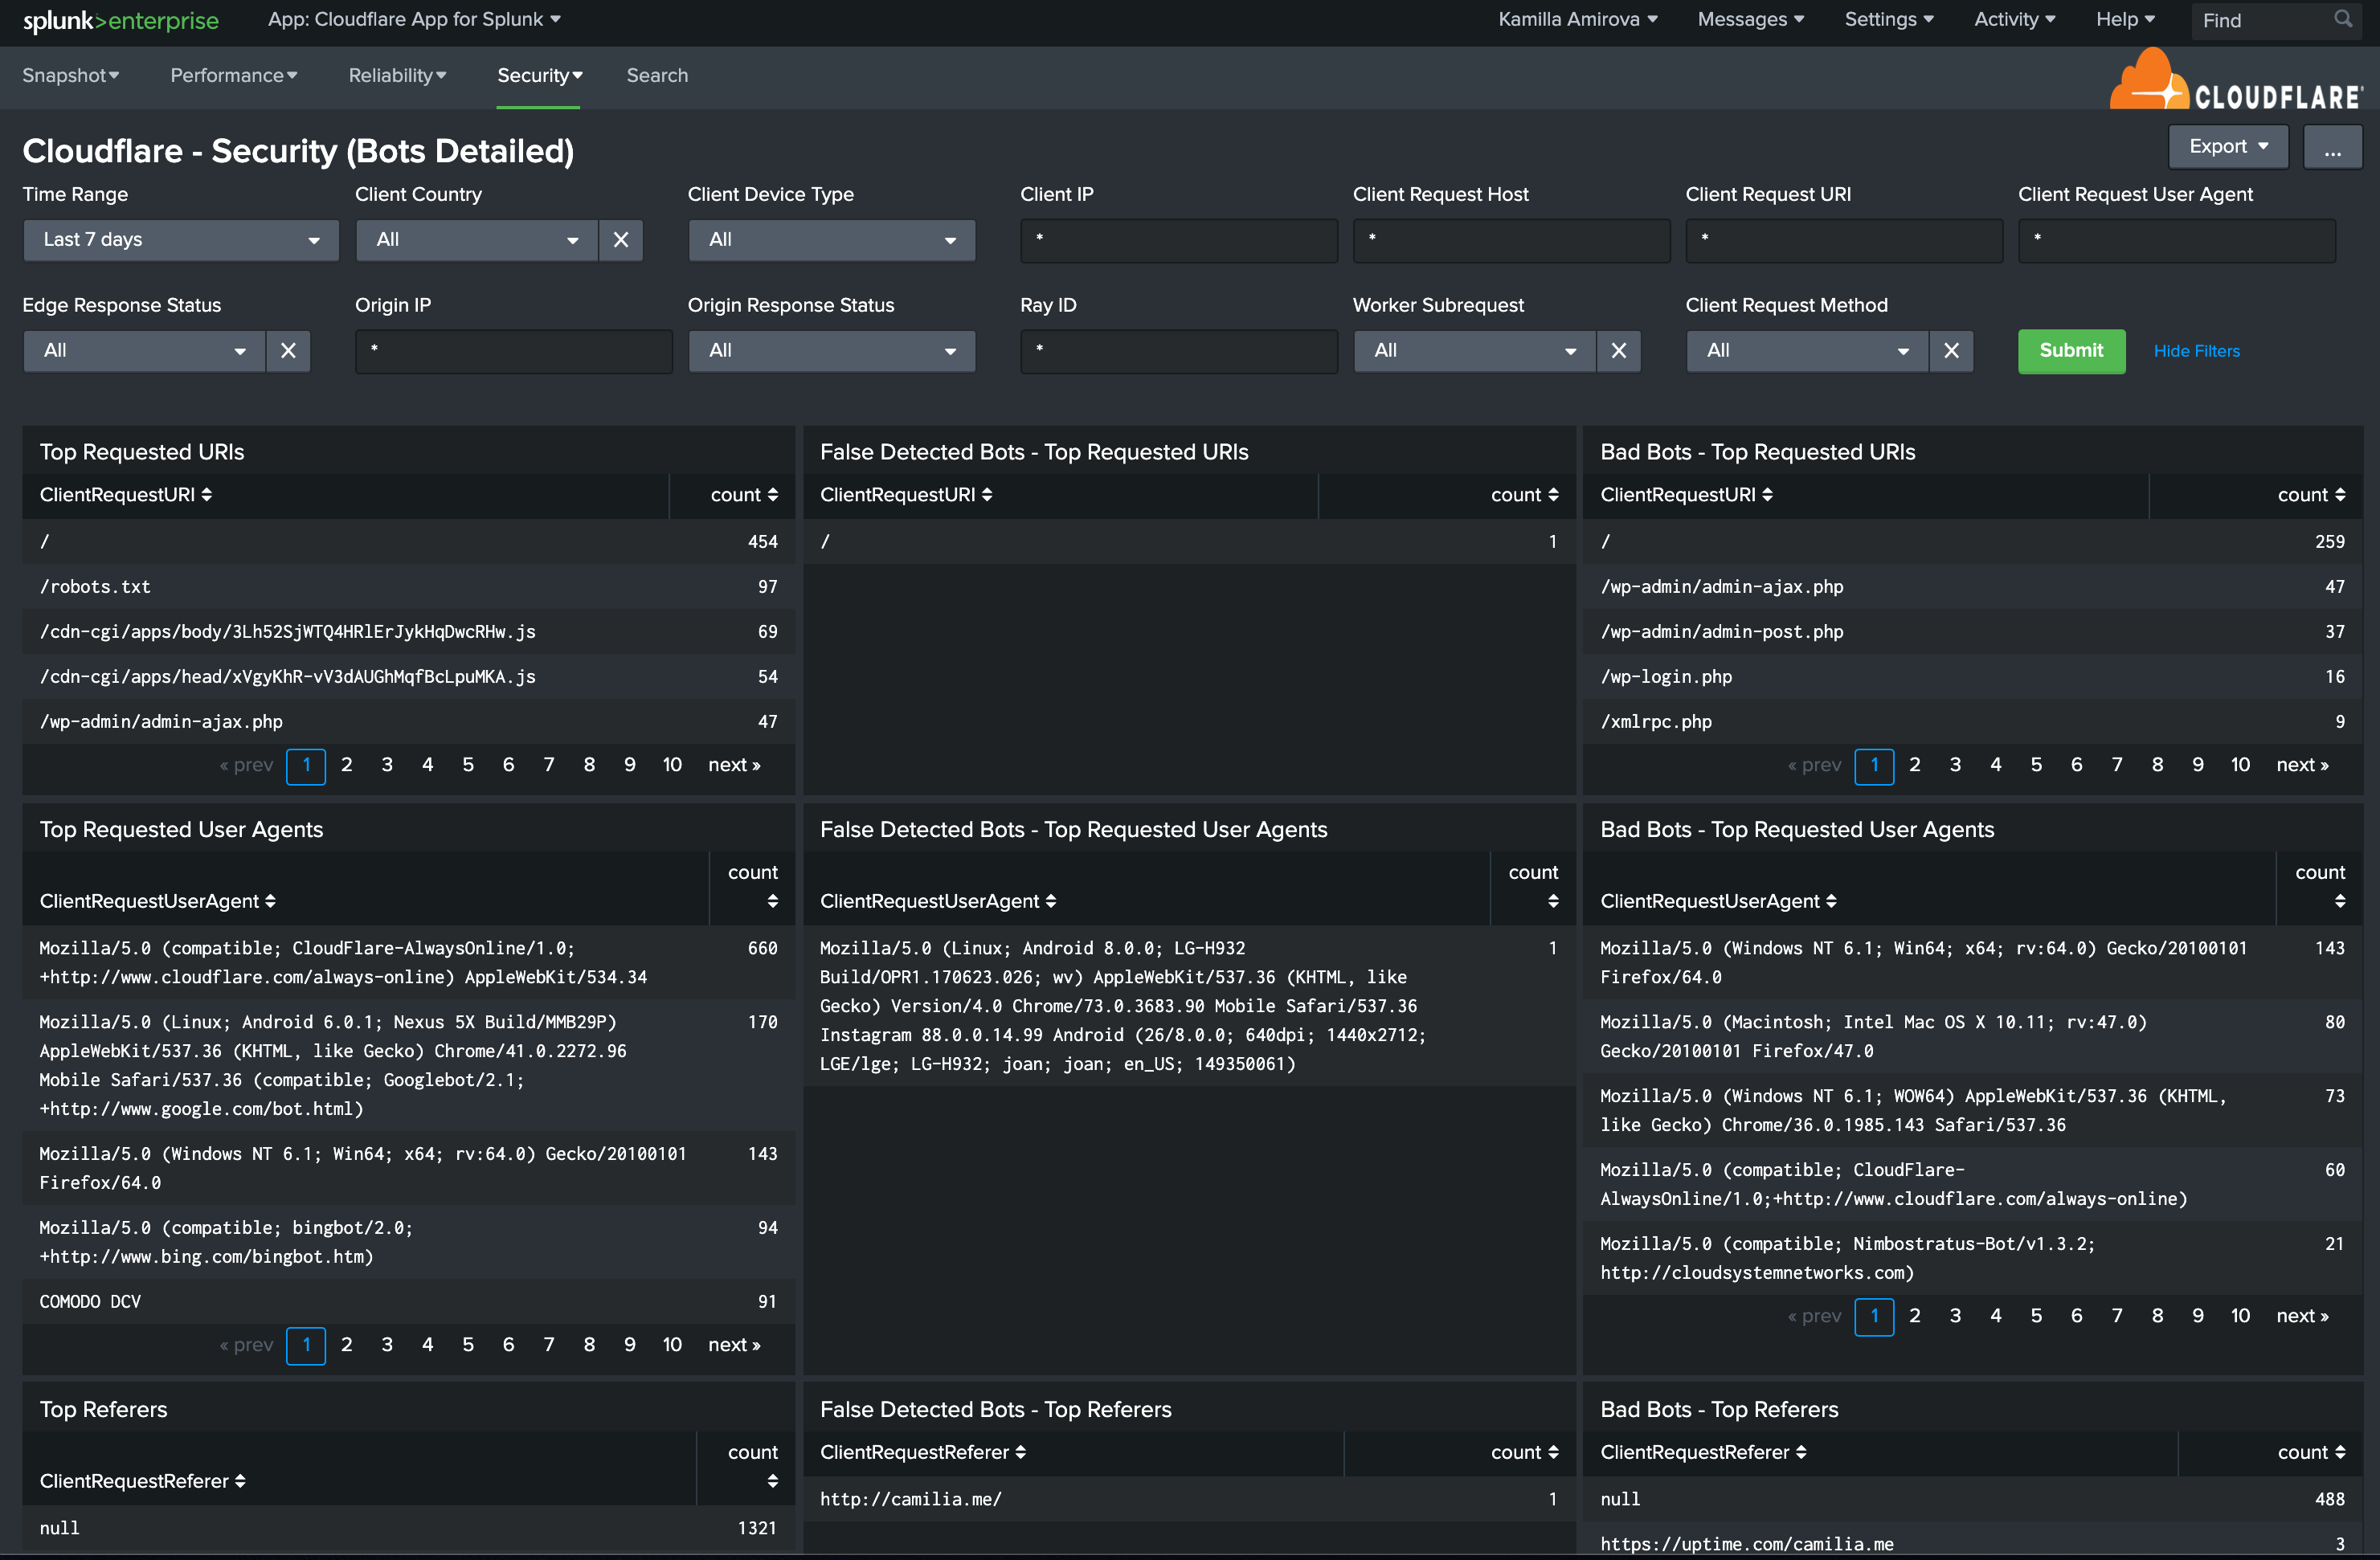 splunk>enterprise App: Cloudflare App for Splunk Kamilla Amirova Messages Settings Activity Help Find
Snapshot Performance Reliability Security Search
CLOUDFLARE
Cloudflare - Security (Bots Detailed)
Export ...
Time Range Client Country Client Device Type Client IP Client Request Host Client Request URI Client Request User Agent
Last 7 days All All * * * *
Edge Response Status Origin IP Origin Response Status Ray ID Worker Subrequest Client Request Method
All * All * All All Submit Hide Filters
Top Requested URIs
ClientRequestURI count
/ 454
/robots.txt 97
/cdn-cgi/apps/body/3Lh52SjWTQ4HRlErJykHqDwcRHw.js 69
/cdn-cgi/apps/head/xVgyKhR-vV3dAUGhMqfBcLpuMKA.js 54
/wp-admin/admin-ajax.php 47
« prev 1 2 3 4 5 6 7 8 9 10 next »
False Detected Bots - Top Requested URIs
ClientRequestURI count
/ 1
Bad Bots - Top Requested URIs
ClientRequestURI count
/ 259
/wp-admin/admin-ajax.php 47
/wp-admin/admin-post.php 37
/wp-login.php 16
/xmlrpc.php 9
« prev 1 2 3 4 5 6 7 8 9 10 next »
Top Requested User Agents
count
ClientRequestUserAgent
Mozilla/5.0 (compatible; CloudFlare-AlwaysOnline/1.0; 660
+http://www.cloudflare.com/always-online) AppleWebKit/534.34
Mozilla/5.0 (Linux; Android 6.0.1; Nexus 5X Build/MMB29P) 170
AppleWebKit/537.36 (KHTML, like Gecko) Chrome/41.0.2272.96
Mobile Safari/537.36 (compatible; Googlebot/2.1;
+http://www.google.com/bot.html)
Mozilla/5.0 (Windows NT 6.1; Win64; x64; rv:64.0) Gecko/20100101 143
Firefox/64.0
Mozilla/5.0 (compatible; bingbot/2.0; 94
+http://www.bing.com/bingbot.htm)
COMODO DCV 91
« prev 1 2 3 4 5 6 7 8 9 10 next »
False Detected Bots - Top Requested User Agents
count
ClientRequestUserAgent
Mozilla/5.0 (Linux; Android 8.0.0; LG-H932 1
Build/OPR1.170623.026; wv) AppleWebKit/537.36 (KHTML, like
Gecko) Version/4.0 Chrome/73.0.3683.90 Mobile Safari/537.36
Instagram 88.0.0.14.99 Android (26/8.0.0; 640dpi; 1440x2712;
LGE/lge; LG-H932; joan; joan; en_US; 149350061)
Bad Bots - Top Requested User Agents
count
ClientRequestUserAgent
Mozilla/5.0 (Windows NT 6.1; Win64; x64; rv:64.0) Gecko/20100101 143
Firefox/64.0
Mozilla/5.0 (Macintosh; Intel Mac OS X 10.11; rv:47.0) 80
Gecko/20100101 Firefox/47.0
Mozilla/5.0 (Windows NT 6.1; WOW64) AppleWebKit/537.36 (KHTML, 73
like Gecko) Chrome/36.0.1985.143 Safari/537.36
Mozilla/5.0 (compatible; CloudFlare- 60
AlwaysOnline/1.0;+http://www.cloudflare.com/always-online)
Mozilla/5.0 (compatible; Nimbostratus-Bot/v1.3.2; 21
http://cloudsystemnetworks.com)
« prev 1 2 3 4 5 6 7 8 9 10 next »
Top Referers
count
ClientRequestReferer
null 1321
False Detected Bots - Top Referers
ClientRequestReferer count
http://camilia.me/ 1
Bad Bots - Top Referers
ClientRequestReferer count
null 488
https://uptime.com/camilia.me 3